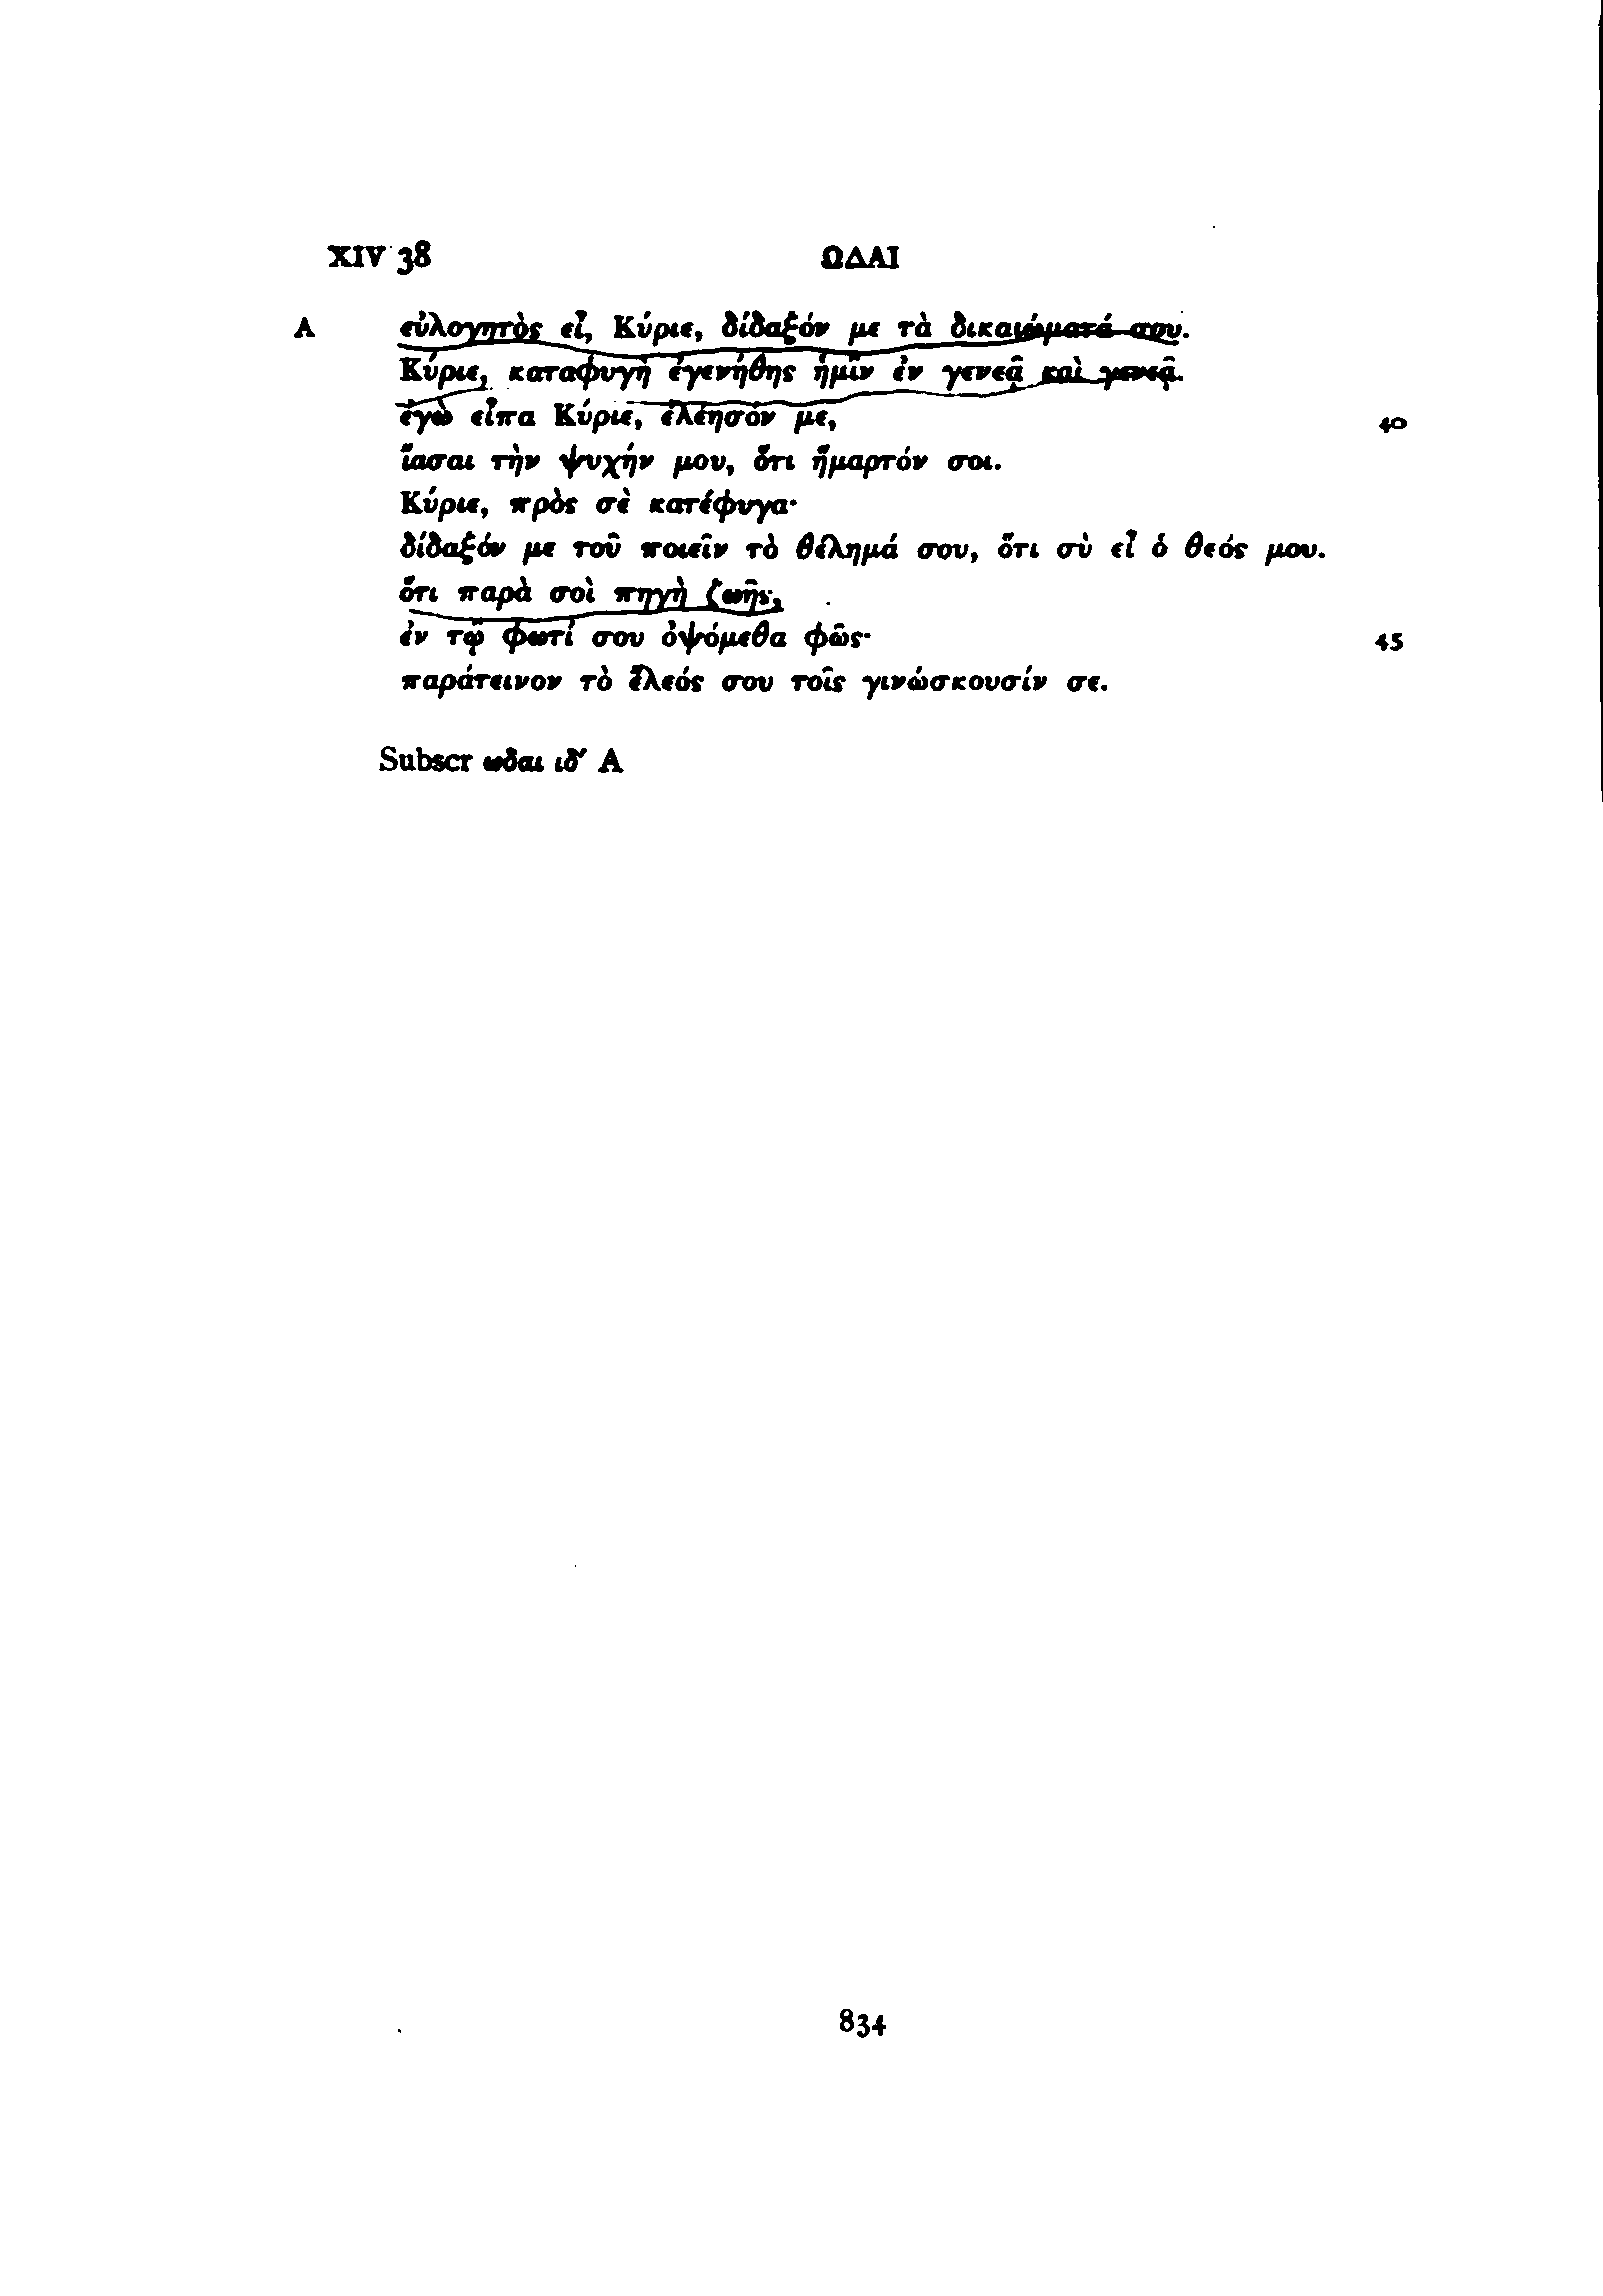 XIV 38 ΩΔΑΙ
A εὐλογητὸς εἶ, Κύριε, δίδαξόν με τὰ δικαιώματά σου.
Κύριε, καταφυγὴ ἐγενήθης ἡμῖν ἐν γενεᾷ καὶ γενεᾷ.
ἐγὼ εἶπα Κύριε, ἐλέησόν με, 40
ἴασαι τὴν ψυχήν μου, ὅτι ἥμαρτόν σοι.
Κύριε, πρὸς σὲ κατέφυγα·
δίδαξόν με τοῦ ποιεῖν τὸ θέλημά σου, ὅτι σὺ εἶ ὁ θεός μου.
ὅτι παρὰ σοὶ πηγὴ ζωῆς,
ἐν τῷ φωτί σου ὀψόμεθα φῶς· 45
παράτεινον τὸ ἔλεός σου τοῖς γινώσκουσίν σε.
Subscr ωδαι ιδʹ A
834